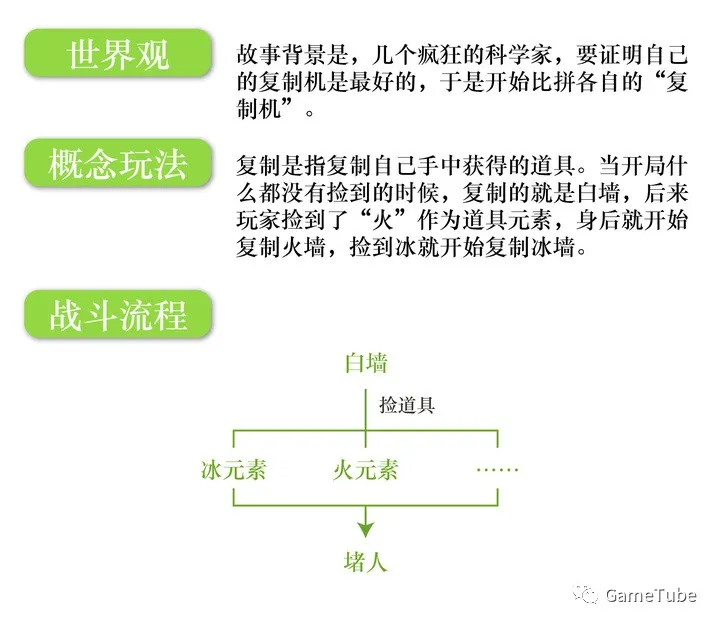 世界观
故事背景是，几个疯狂的科学家，要证明自己
的复制机是最好的，于是开始比拼各自的“复
制机”。
概念玩法
复制是指复制自己手中获得的道具。当开局什
么都没有捡到的时候，复制的就是白墙，后来
玩家捡到了“火”作为道具元素，身后就开始
复制火墙，捡到冰就开始复制冰墙。
战斗流程
白墙
捡道具
冰元素 火元素 ……
堵人
GameTube